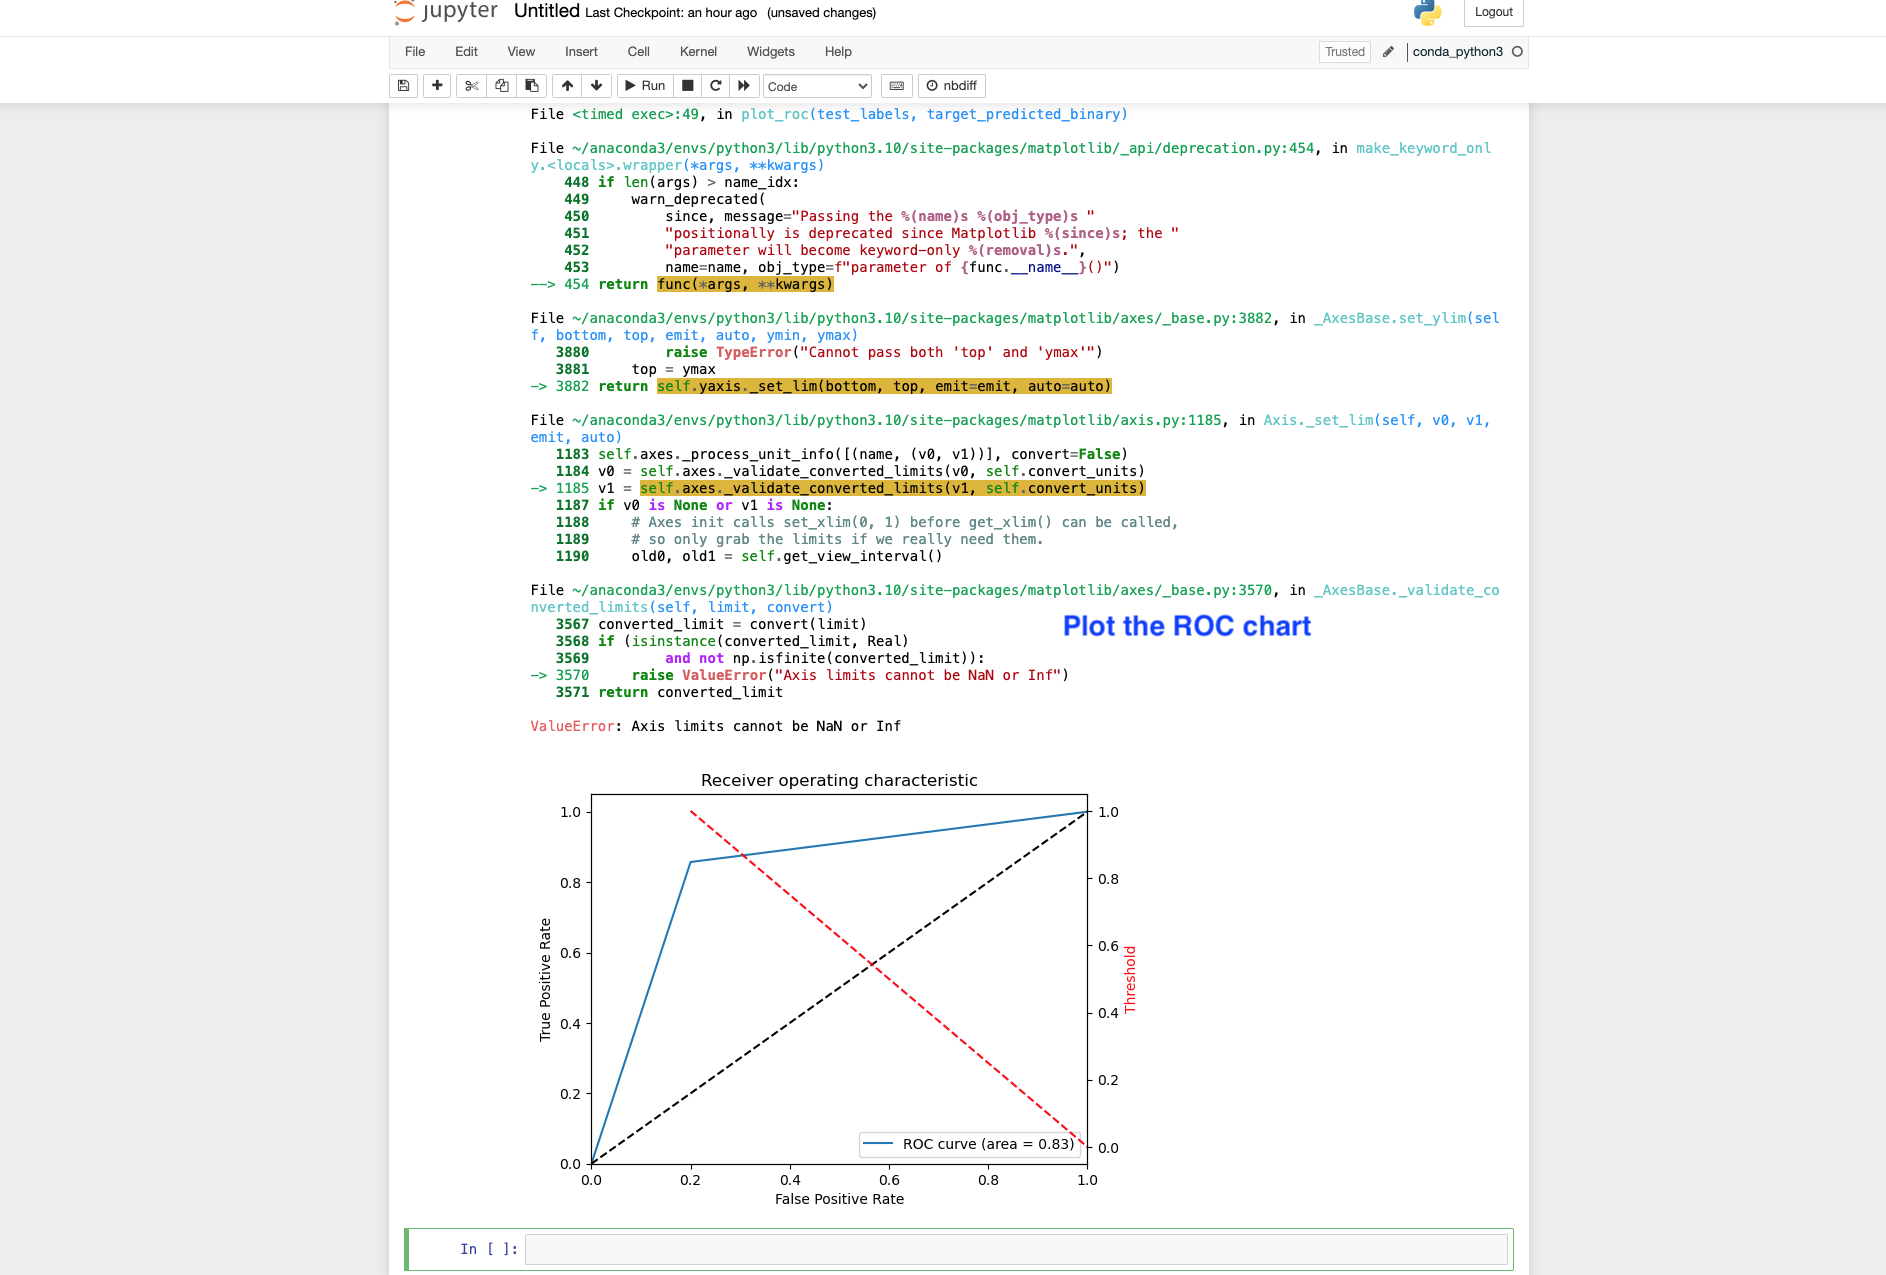 jupyter Untitled Last Checkpoint: an hour ago (unsaved changes) Logout
File Edit View Insert Cell Kernel Widgets Help Trusted conda_python3
Run Code nbdiff
File <timed exec>:49, in plot_roc(test_labels, target_predicted_binary)
File ~/anaconda3/envs/python3/lib/python3.10/site-packages/matplotlib/_api/deprecation.py:454, in make_keyword_onl
y.<locals>.wrapper(*args, **kwargs)
448 if len(args) > name_idx:
449     warn_deprecated(
450         since, message="Passing the %(name)s %(obj_type)s "
451         "positionally is deprecated since Matplotlib %(since)s; the "
452         "parameter will become keyword-only %(removal)s.",
453         name=name, obj_type=f"parameter of {func.__name__}()")
--> 454 return func(*args, **kwargs)
File ~/anaconda3/envs/python3/lib/python3.10/site-packages/matplotlib/axes/_base.py:3882, in _AxesBase.set_ylim(sel
f, bottom, top, emit, auto, ymin, ymax)
3880         raise TypeError("Cannot pass both 'top' and 'ymax'")
3881     top = ymax
-> 3882 return self.yaxis._set_lim(bottom, top, emit=emit, auto=auto)
File ~/anaconda3/envs/python3/lib/python3.10/site-packages/matplotlib/axis.py:1185, in Axis._set_lim(self, v0, v1,
emit, auto)
1183 self.axes._process_unit_info([(name, (v0, v1))], convert=False)
1184 v0 = self.axes._validate_converted_limits(v0, self.convert_units)
-> 1185 v1 = self.axes._validate_converted_limits(v1, self.convert_units)
1187 if v0 is None or v1 is None:
1188     # Axes init calls set_xlim(0, 1) before get_xlim() can be called,
1189     # so only grab the limits if we really need them.
1190     old0, old1 = self.get_view_interval()
File ~/anaconda3/envs/python3/lib/python3.10/site-packages/matplotlib/axes/_base.py:3570, in _AxesBase._validate_co
nverted_limits(self, limit, convert)
3567 converted_limit = convert(limit)
Plot the ROC chart
3568 if (isinstance(converted_limit, Real)
3569         and not np.isfinite(converted_limit)):
-> 3570     raise ValueError("Axis limits cannot be NaN or Inf")
3571 return converted_limit
ValueError: Axis limits cannot be NaN or Inf
Receiver operating characteristic
1.0
0.8
0.6
0.4
0.2
0.0
True Positive Rate
1.0
0.8
0.6
0.4
0.2
0.0
Threshold
ROC curve (area = 0.83)
0.0 0.2 0.4 0.6 0.8 1.0
False Positive Rate
In [ ]: